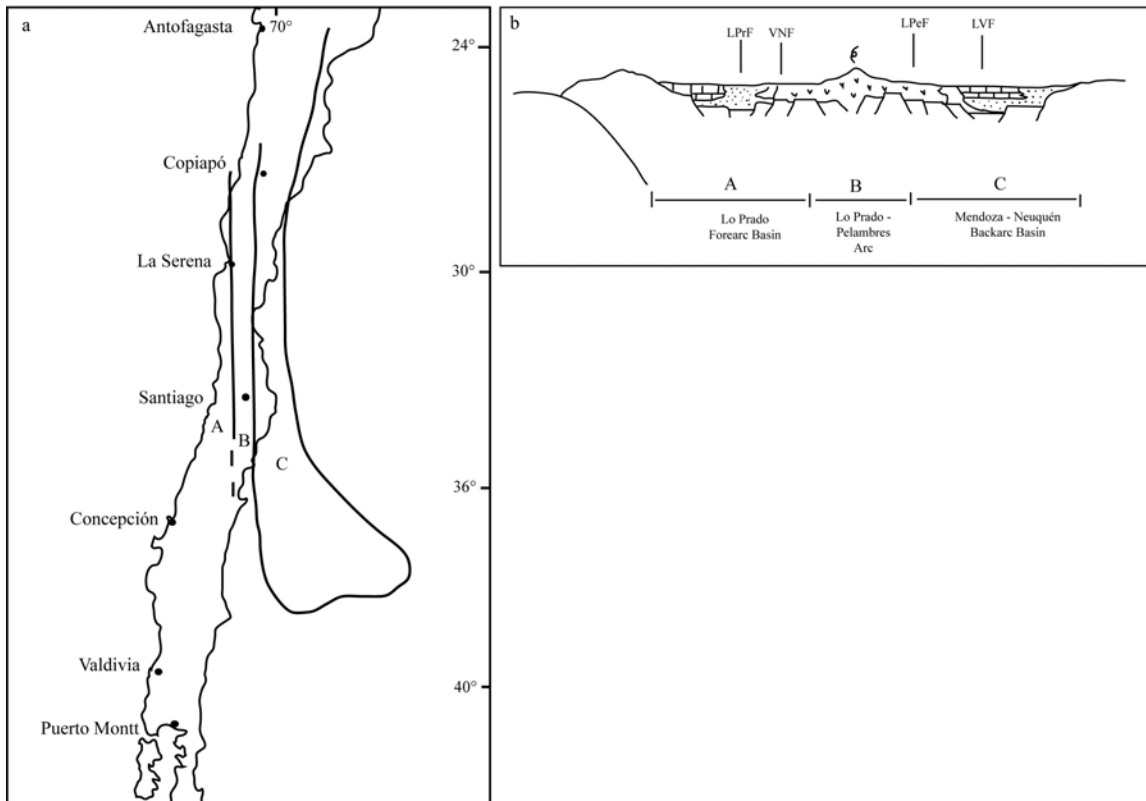 a
Antofagasta
70°
24°
Copiapó
La Serena
30°
Santiago
A
B
C
36°
Concepción
Valdivia
40°
Puerto Montt
b
LPrF
VNF
LPeF
LVF
A
B
C
Lo Prado
Forearc Basin
Lo Prado -
Pelambres
Arc
Mendoza - Neuquén
Backarc Basin